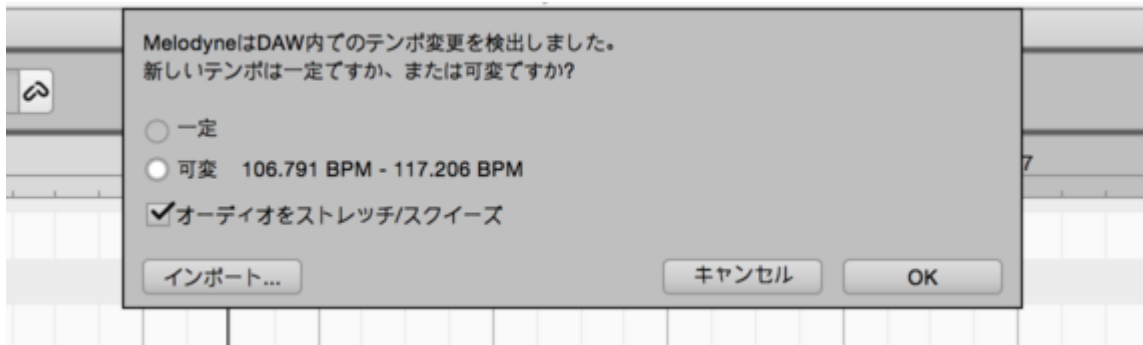 MelodyneはDAW内でのテンポ変更を検出しました。
新しいテンポは一定ですか、または可変ですか?
一定
可変 106.791 BPM - 117.206 BPM
7
オーディオをストレッチ/スクイーズ
インポート... キャンセル OK